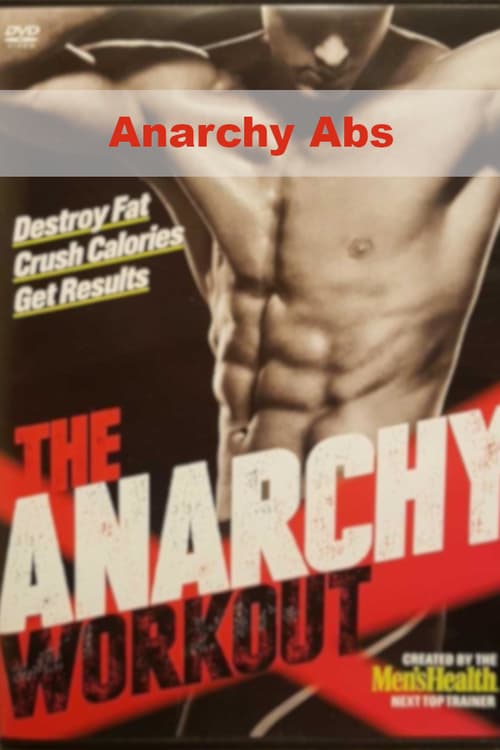 DVD
VIDEO
Anarchy Abs
Destroy Fat
Crush Calories
Get Results
THE
ANARCHY
WORKOUT
CREATED BY THE
Men'sHealth
NEXT TOP TRAINER